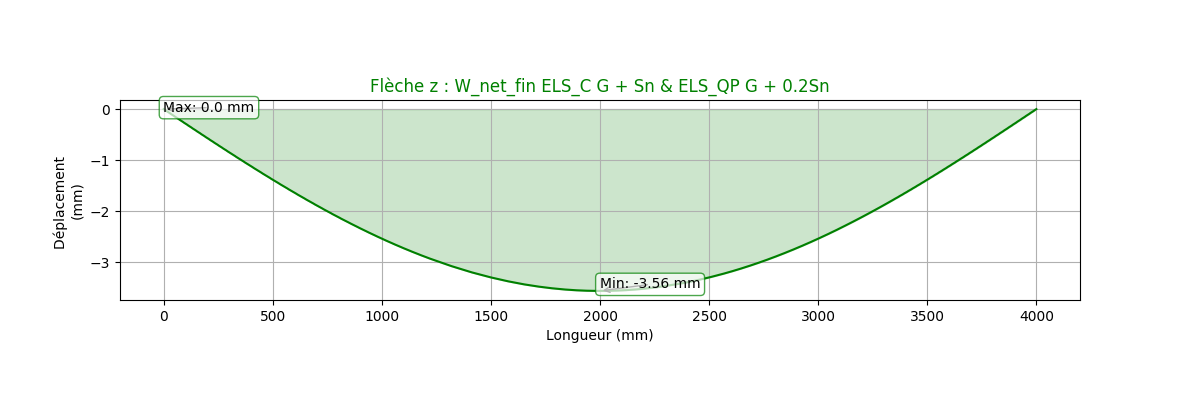 Flèche z : W_net_fin ELS_C G + Sn & ELS_QP G + 0.2Sn
Max: 0.0 mm
0
−1
−2
−3
Déplacement
(mm)
Min: -3.56 mm
0 500 1000 1500 2000 2500 3000 3500 4000
Longueur (mm)